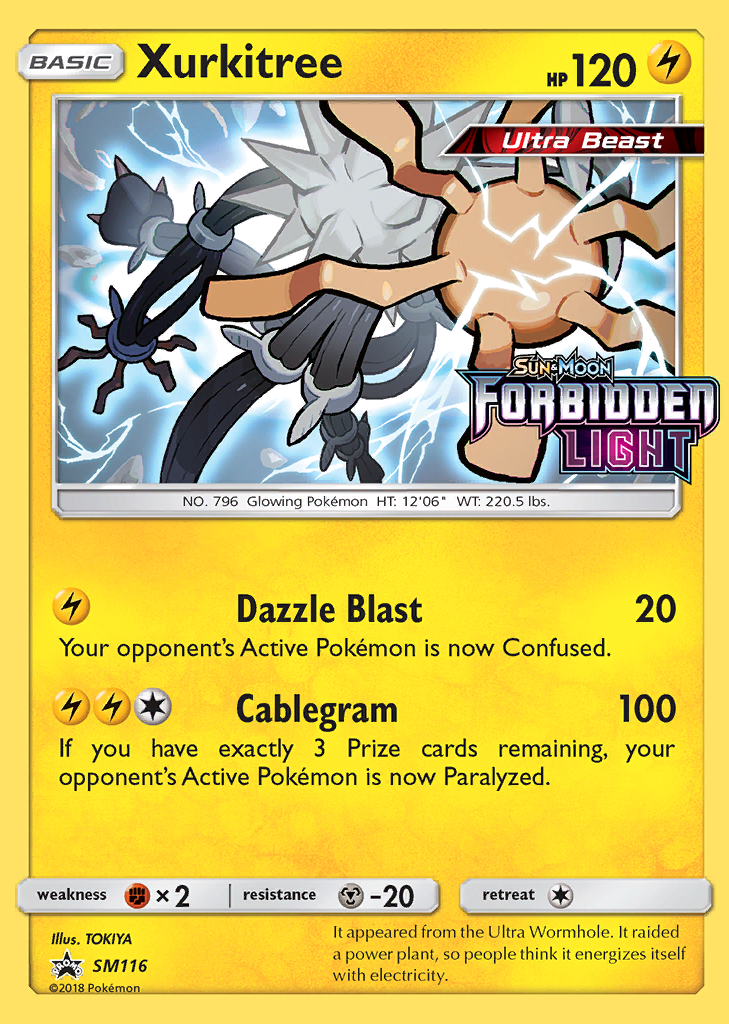 BASIC Xurkitree HP 120
Ultra Beast
SUN & MOON
FORBIDDEN
LIGHT
NO. 796 Glowing Pokémon HT: 12'06" WT: 220.5 lbs.
Dazzle Blast 20
Your opponent's Active Pokémon is now Confused.
Cablegram 100
If you have exactly 3 Prize cards remaining, your
opponent's Active Pokémon is now Paralyzed.
weakness ×2 resistance -20 retreat
Illus. TOKIYA
PROMO SM116
©2018 Pokémon
It appeared from the Ultra Wormhole. It raided
a power plant, so people think it energizes itself
with electricity.